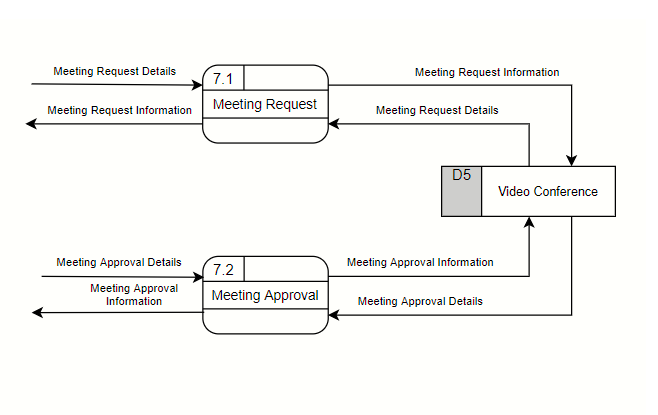 Meeting Request Details
7.1
Meeting Request Information
Meeting Request Information
Meeting Request
Meeting Request Details
D5
Video Conference
Meeting Approval Details
7.2
Meeting Approval Information
Meeting Approval
Information
Meeting Approval
Meeting Approval Details